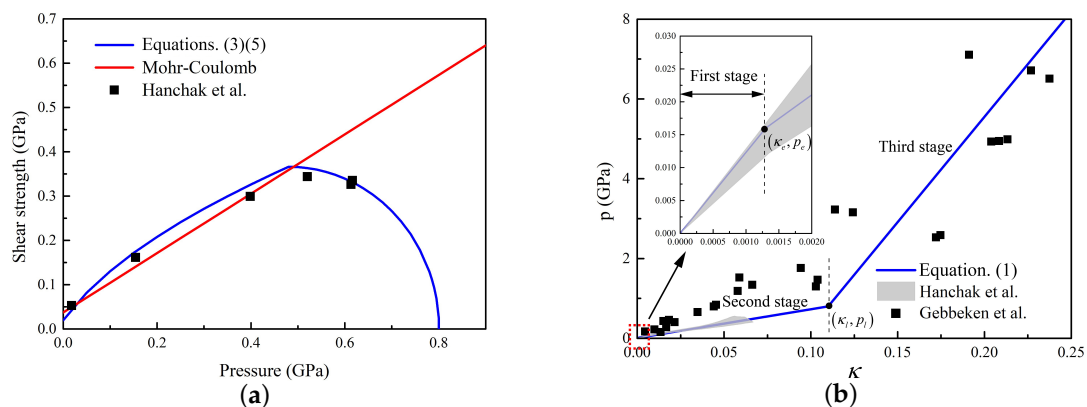 0.7
0.6
0.5
0.4
0.3
0.2
0.1
0.0
Shear strength (GPa)
0.0
0.2
0.4
0.6
0.8
Pressure (GPa)
Equations. (3)(5)
Mohr-Coulomb
Hanchak et al.
(a)
8
6
4
2
0
p (GPa)
0.00
0.05
0.10
0.15
0.20
0.25
κ
0.030
0.025
0.020
0.015
0.010
0.005
0.000
0.0000
0.0005
0.0010
0.0015
0.0020
First stage
(κe, pe)
Third stage
Second stage
(κl, pl)
Equation. (1)
Hanchak et al.
Gebbeken et al.
(b)